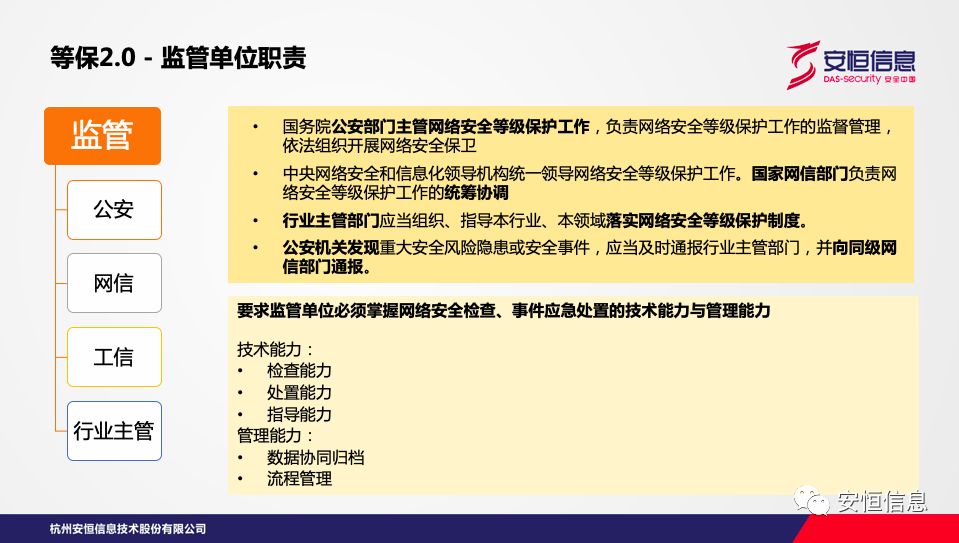 等保2.0 - 监管单位职责
安恒信息
DAS-security 安全中国
监管
公安
网信
工信
行业主管
• 国务院公安部门主管网络安全等级保护工作，负责网络安全等级保护工作的监督管理，
依法组织开展网络安全保卫
• 中央网络安全和信息化领导机构统一领导网络安全等级保护工作。国家网信部门负责网
络安全等级保护工作的统筹协调
• 行业主管部门应当组织、指导本行业、本领域落实网络安全等级保护制度。
• 公安机关发现重大安全风险隐患或安全事件，应当及时通报行业主管部门，并向同级网
信部门通报。
要求监管单位必须掌握网络安全检查、事件应急处置的技术能力与管理能力
技术能力：
• 检查能力
• 处置能力
• 指导能力
管理能力：
• 数据协同归档
• 流程管理
安恒信息
杭州安恒信息技术股份有限公司